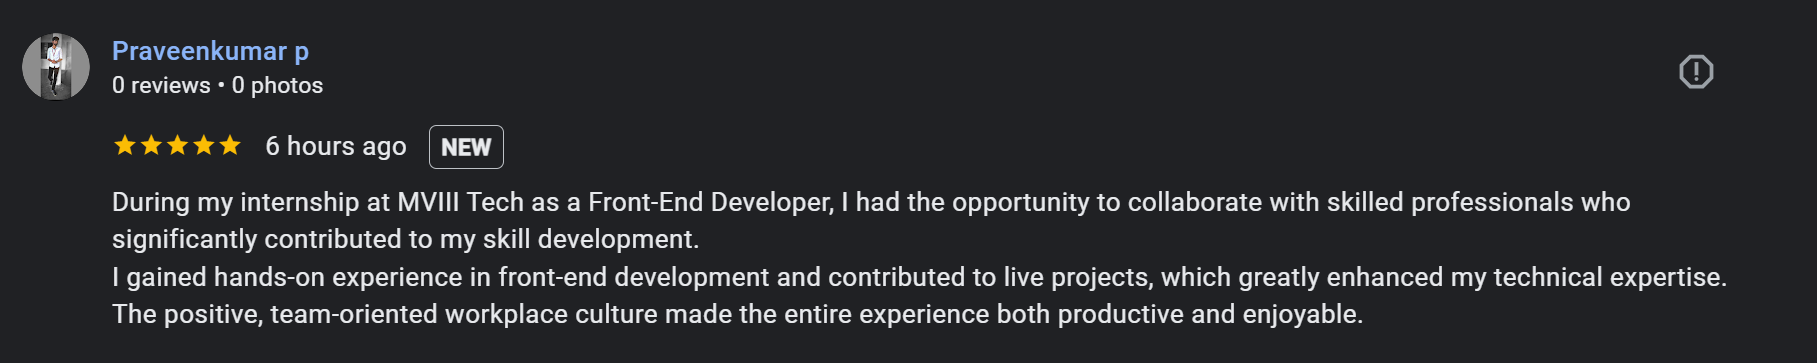 Praveenkumar p
0 reviews • 0 photos
6 hours ago NEW
During my internship at MVIII Tech as a Front-End Developer, I had the opportunity to collaborate with skilled professionals who
significantly contributed to my skill development.
I gained hands-on experience in front-end development and contributed to live projects, which greatly enhanced my technical expertise.
The positive, team-oriented workplace culture made the entire experience both productive and enjoyable.